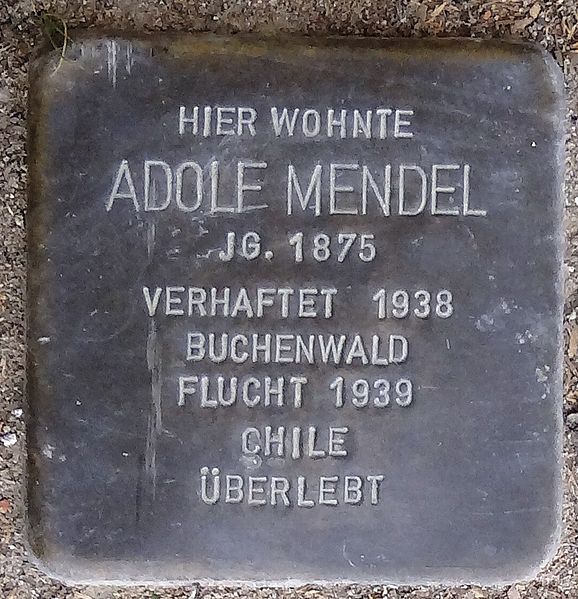 HIER WOHNTE
ADOLF MENDEL
JG. 1875
VERHAFTET 1938
BUCHENWALD
FLUCHT 1939
CHILE
ÜBERLEBT